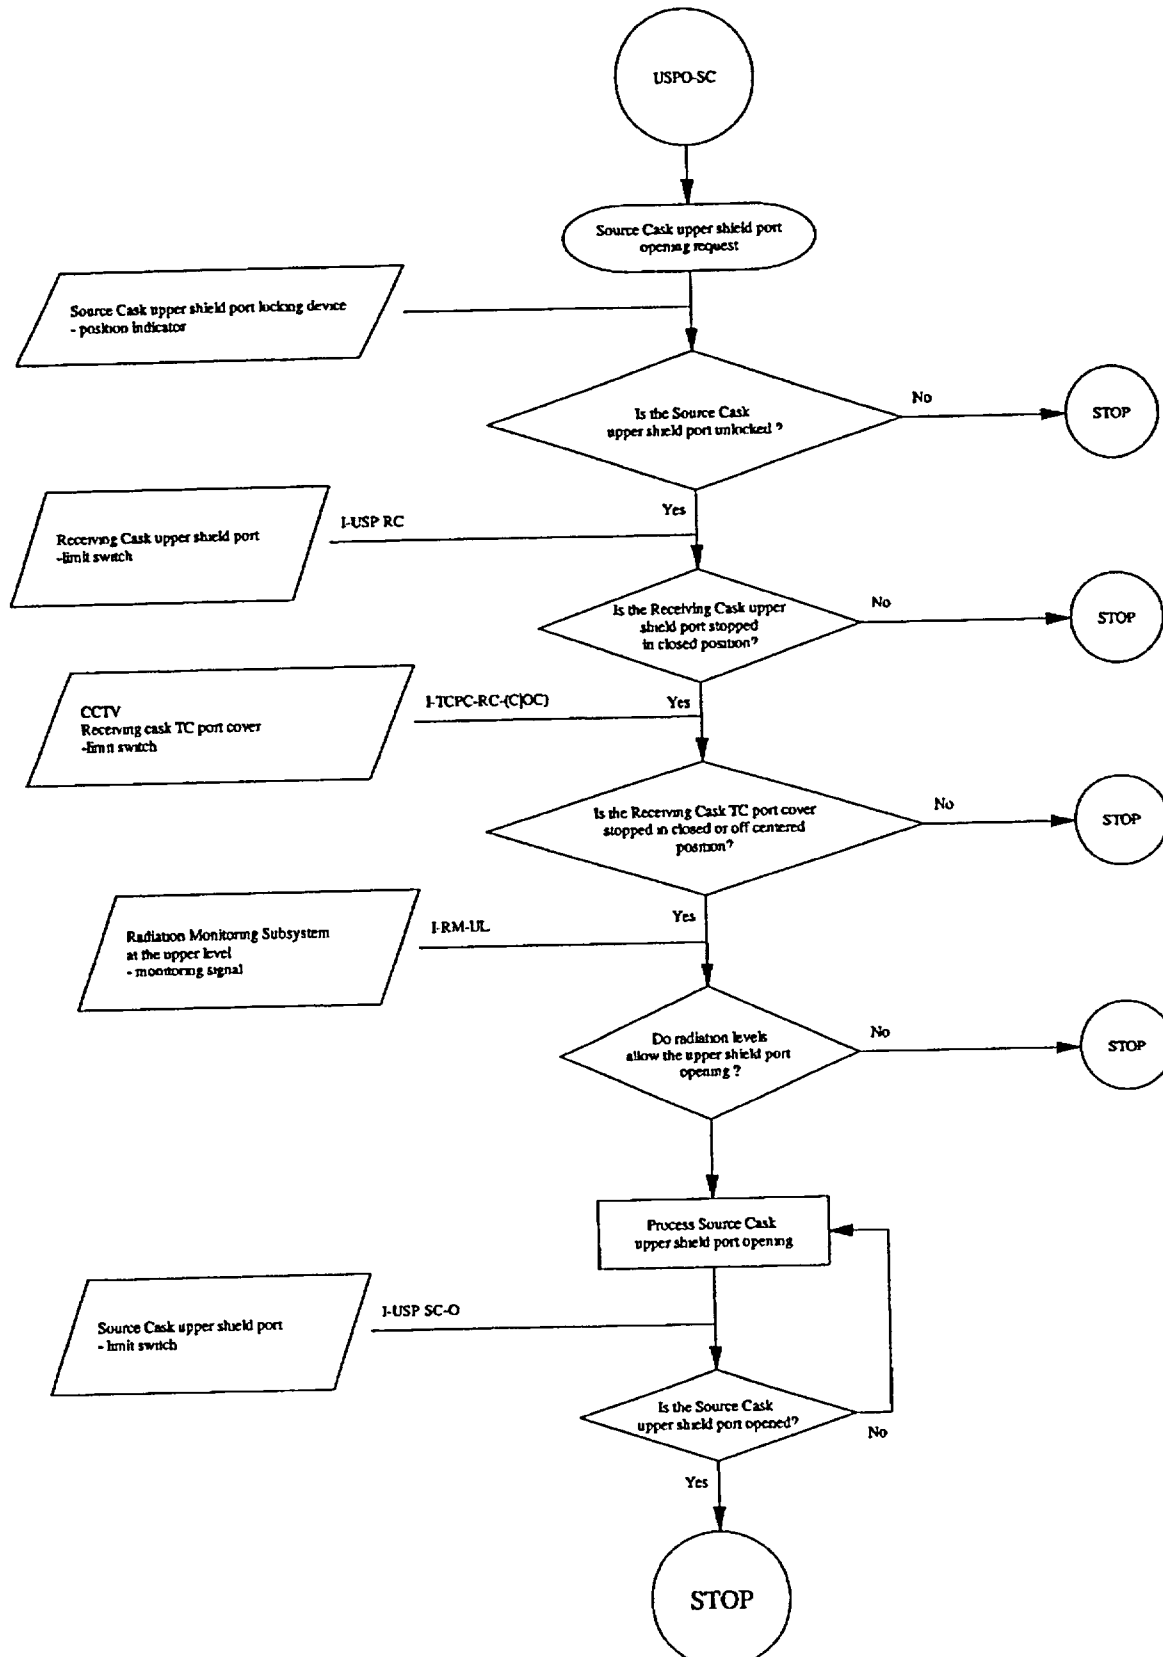 USPO-SC
Source Cask upper shield port
opening request
Source Cask upper shield port locking device
- position indicator
Is the Source Cask
upper shield port unlocked ?
No
STOP
Yes
I-USP RC
Receiving Cask upper shield port
-limit switch
Is the Receiving Cask upper
shield port stopped
in closed position?
No
STOP
Yes
I-TCPC-RC-(C|OC)
CCTV
Receiving cask TC port cover
-limit switch
Is the Receiving Cask TC port cover
stopped in closed or off centered
position?
No
STOP
Yes
I-RM-UL
Radiation Monitoring Subsystem
at the upper level
- monitoring signal
Do radiation levels
allow the upper shield port
opening ?
No
STOP
Process Source Cask
upper shield port opening
I-USP SC-O
Source Cask upper shield port
- limit switch
Is the Source Cask
upper shield port opened?
No
Yes
STOP